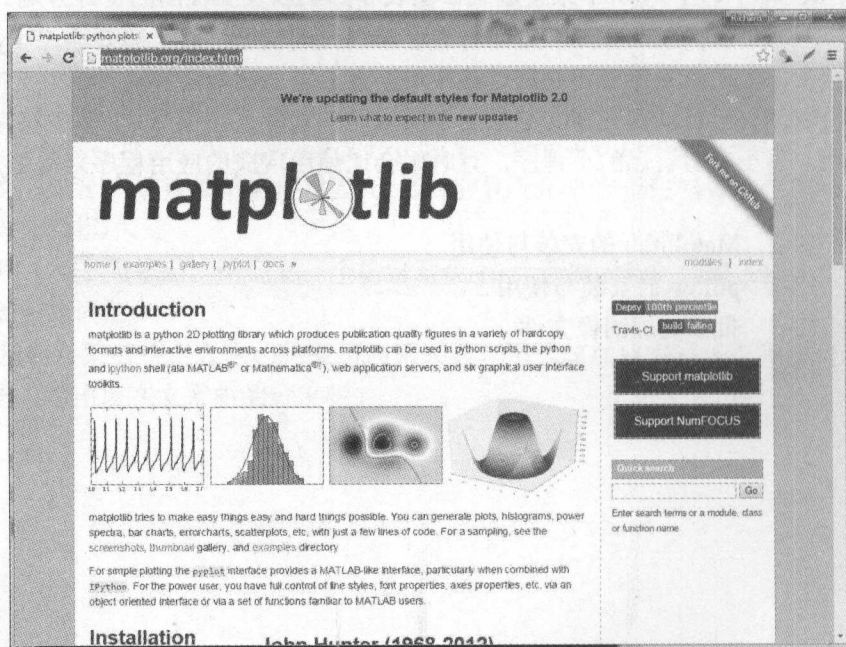 matplotlib: python plots ×
matplotlib.org/index.html
We're updating the default styles for Matplotlib 2.0
Learn what to expect in the new updates
Fork me on GitHub
matplotlib
home | examples | gallery | pyplot | docs »
modules | index
Introduction
matplotlib is a python 2D plotting library which produces publication quality figures in a variety of hardcopy
formats and interactive environments across platforms. matplotlib can be used in python scripts, the python
and ipython shell (ala MATLAB®* or Mathematica®†), web application servers, and six graphical user interface
toolkits.
matplotlib tries to make easy things easy and hard things possible. You can generate plots, histograms, power
spectra, bar charts, errorcharts, scatterplots, etc, with just a few lines of code. For a sampling, see the
screenshots, thumbnail gallery, and examples directory
For simple plotting the pyplot interface provides a MATLAB-like interface, particularly when combined with
IPython. For the power user, you have full control of line styles, font properties, axes properties, etc, via an
object oriented interface or via a set of functions familiar to MATLAB users.
Installation
John Hunter (1968-2012)
Depsy 100th percentile
Travis-CI: build failing
Support matplotlib
Support NumFOCUS
Quick search
Go
Enter search terms or a module, class
or function name.